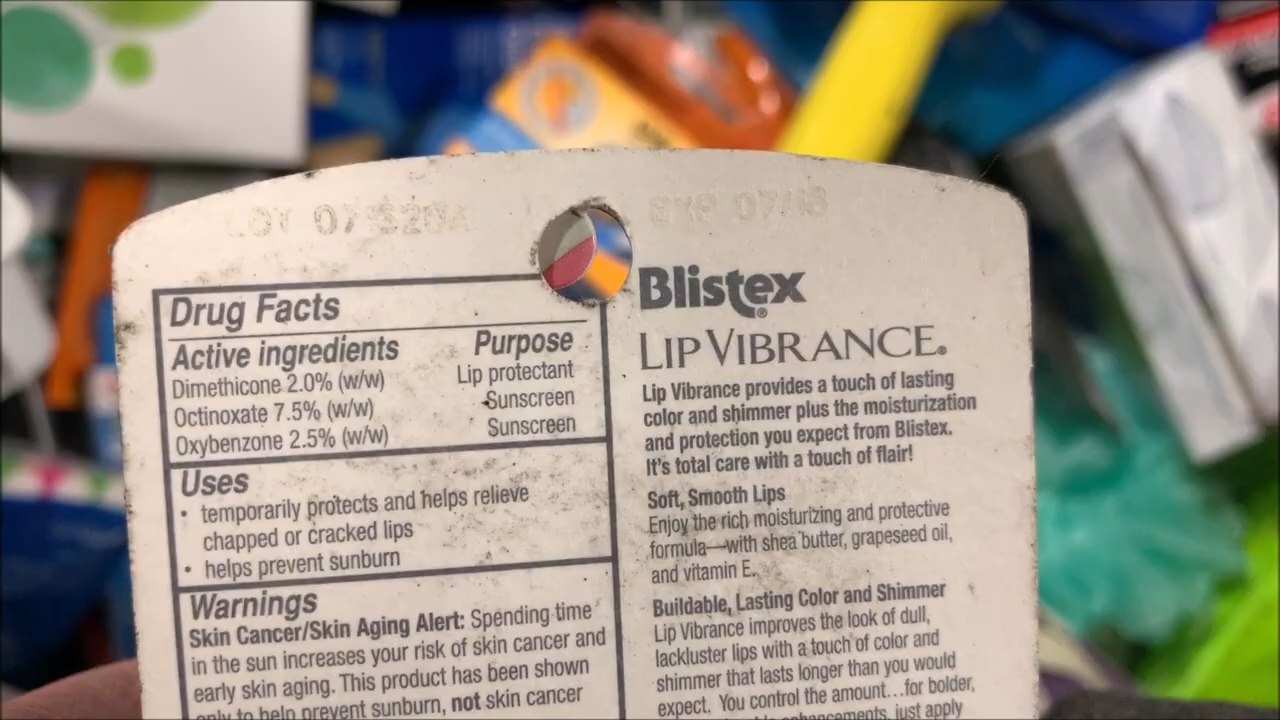 EXP 07/18
Drug Facts
Active ingredients Purpose
Dimethicone 2.0% (w/w) Lip protectant
Octinoxate 7.5% (w/w) Sunscreen
Oxybenzone 2.5% (w/w) Sunscreen
Uses
• temporarily protects and helps relieve
chapped or cracked lips
• helps prevent sunburn
Warnings
Skin Cancer/Skin Aging Alert: Spending time
in the sun increases your risk of skin cancer and
early skin aging. This product has been shown
only to help prevent sunburn, not skin cancer
Blistex®
LIP VIBRANCE®
Lip Vibrance provides a touch of lasting
color and shimmer plus the moisturization
and protection you expect from Blistex.
It's total care with a touch of flair!
Soft, Smooth Lips
Enjoy the rich moisturizing and protective
formula—with shea butter, grapeseed oil,
and vitamin E.
Buildable, Lasting Color and Shimmer
Lip Vibrance improves the look of dull,
lackluster lips with a touch of color and
shimmer that lasts longer than you would
expect. You control the amount...for bolder,
enhancements, just apply